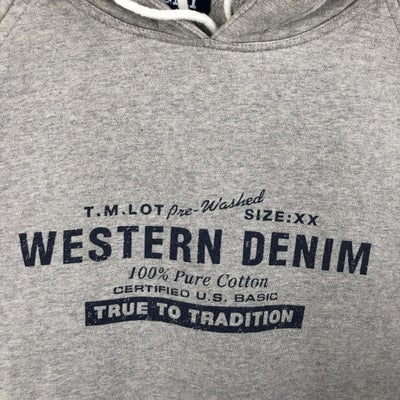 T.M.LOT Pre-Washed SIZE:XX
WESTERN DENIM
100% Pure Cotton
CERTIFIED U.S. BASIC
TRUE TO TRADITION